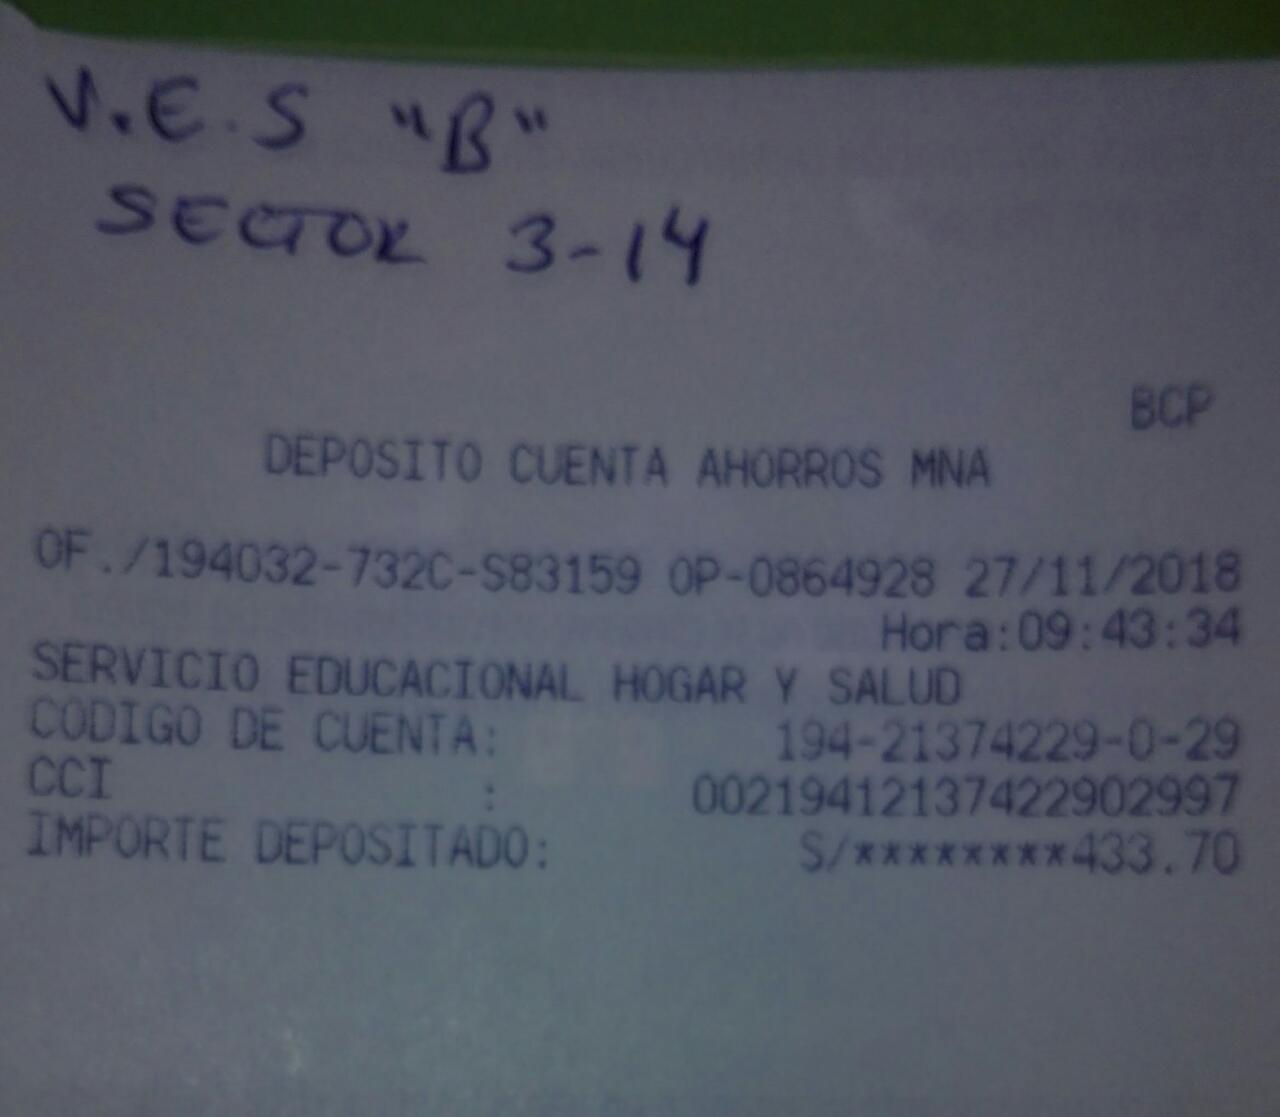 V.E.S "B"
SECTOR 3-14
BCP
DEPOSITO CUENTA AHORROS MNA
OF./194032-732C-S83159 OP-0864928 27/11/2018
Hora:09:43:34
SERVICIO EDUCACIONAL HOGAR Y SALUD
CODIGO DE CUENTA: 194-21374229-0-29
CCI : 00219412137422902997
IMPORTE DEPOSITADO: S/********433.70